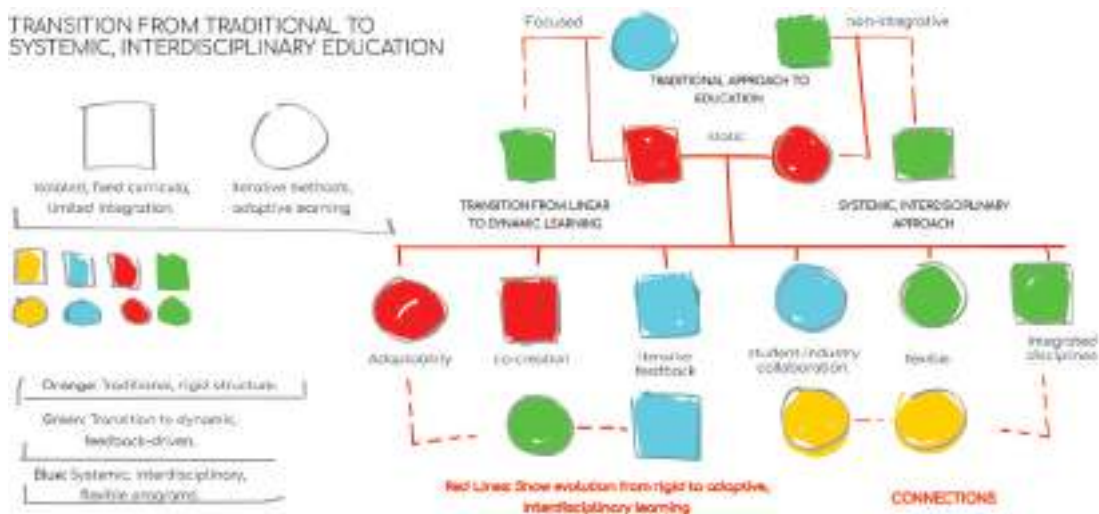 TRANSITION FROM TRADITIONAL TO
SYSTEMIC, INTERDISCIPLINARY EDUCATION
Isolated, fixed curricula,
limited integration.
Iterative methods,
adaptive learning
Orange: Traditional, rigid structure.
Green: Transition to dynamic,
feedback-driven.
Blue: Systemic, interdisciplinary,
flexible programs.
Focused
non-integrative
TRADITIONAL APPROACH TO
EDUCATION
static
TRANSITION FROM LINEAR
TO DYNAMIC LEARNING
SYSTEMIC, INTERDISCIPLINARY
APPROACH
Adaptability
co-creation
iterative
feedback
student-industry
collaboration
flexible
Integrated
disciplines
Red Lines: Show evolution from rigid to adaptive,
interdisciplinary learning
CONNECTIONS